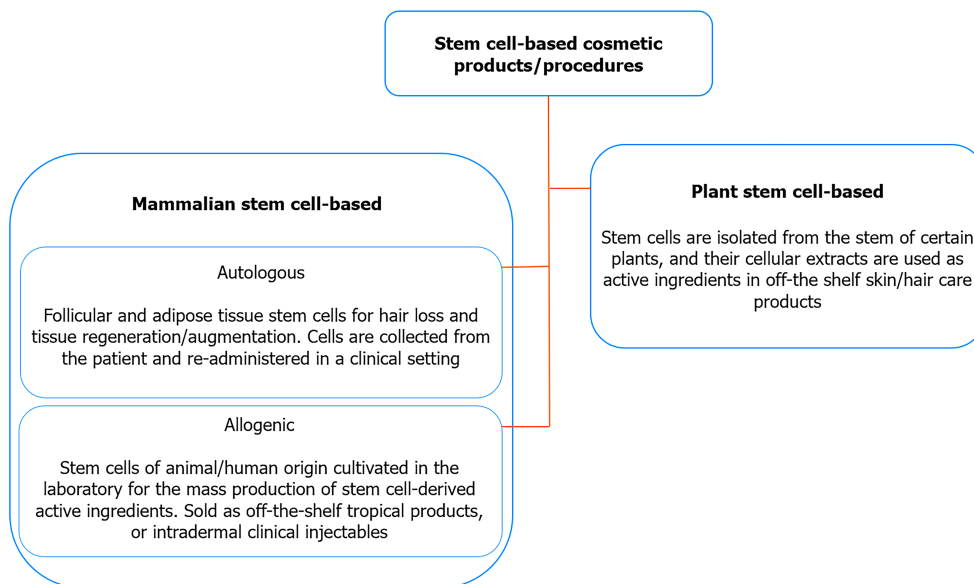 Stem cell-based cosmetic
products/procedures
Mammalian stem cell-based
Autologous
Follicular and adipose tissue stem cells for hair loss and
tissue regeneration/augmentation. Cells are collected from
the patient and re-administered in a clinical setting
Allogenic
Stem cells of animal/human origin cultivated in the
laboratory for the mass production of stem cell-derived
active ingredients. Sold as off-the-shelf tropical products,
or intradermal clinical injectables
Plant stem cell-based
Stem cells are isolated from the stem of certain
plants, and their cellular extracts are used as
active ingredients in off-the shelf skin/hair care
products